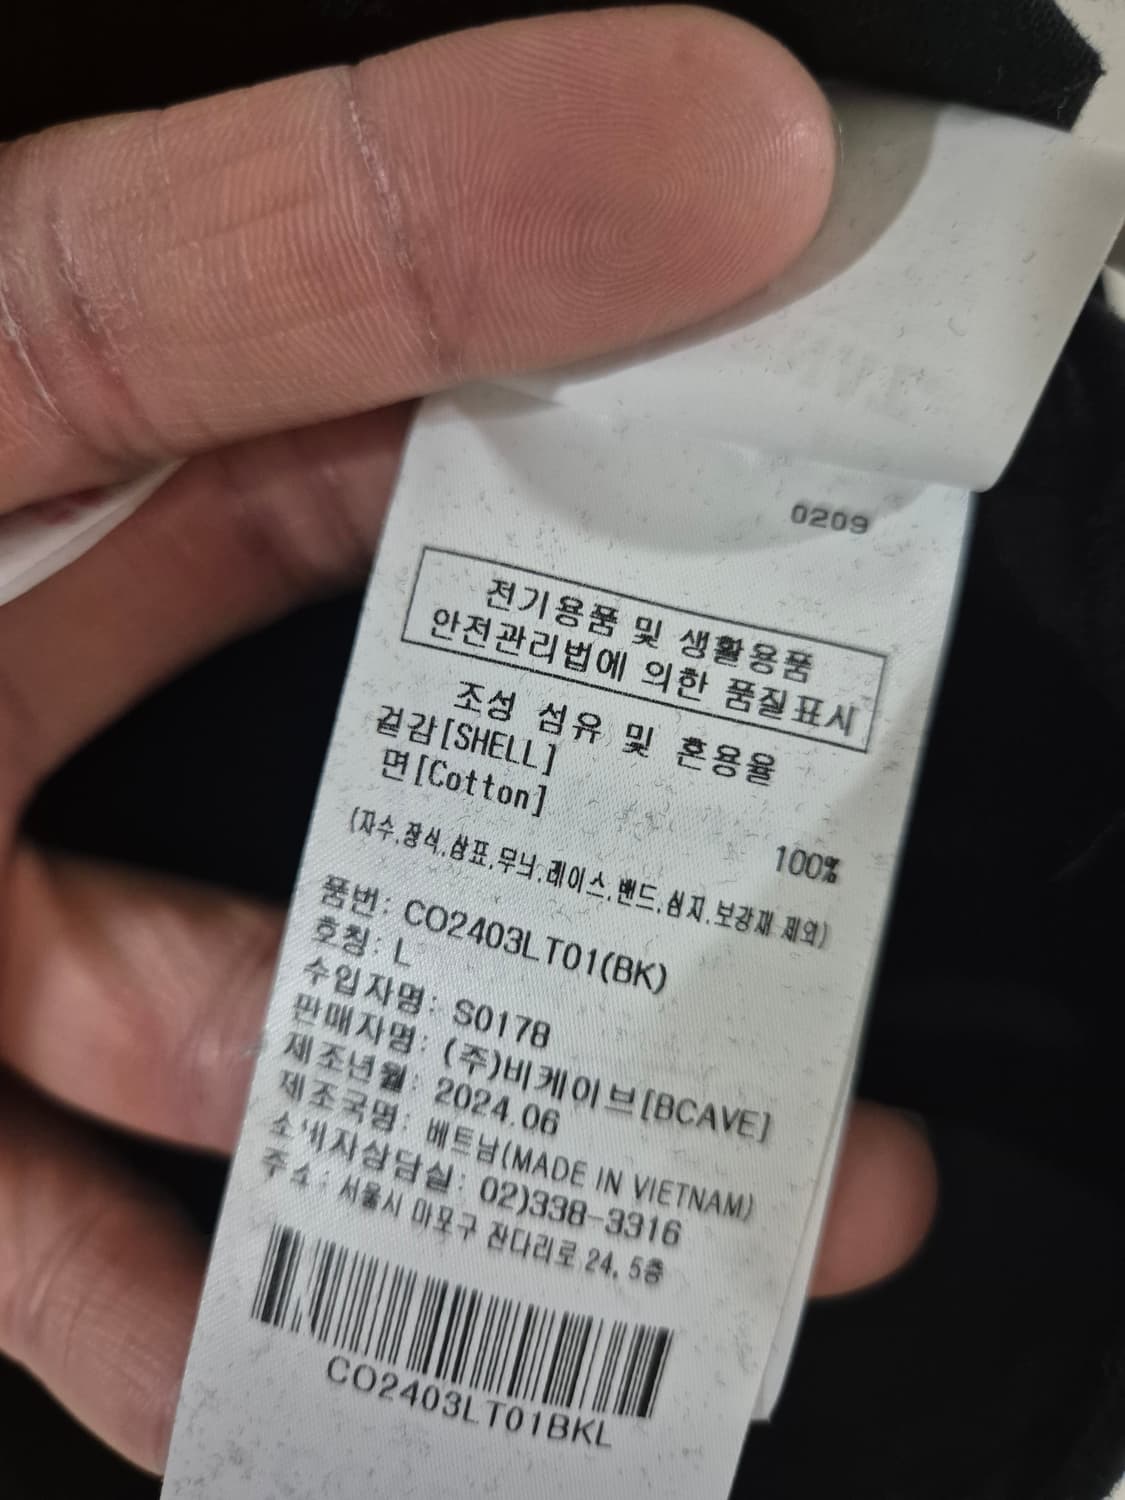 0209
전기용품 및 생활용품
안전관리법에 의한 품질표시
조성 섬유 및 혼용율
겉감[SHELL]
면[Cotton]
100%
(자수,장식,상표,무늬,레이스,밴드,심지,보강재 제외)
품번: CO2403LT01(BK)
호칭: L
수입자명: S0178
판매자명: (주)비케이브[BCAVE]
제조년월: 2024.06
제조국명: 베트남(MADE IN VIETNAM)
소비자상담실: 02)338-3316
주소: 서울시 마포구 잔다리로 24, 5층
CO2403LT01BKL